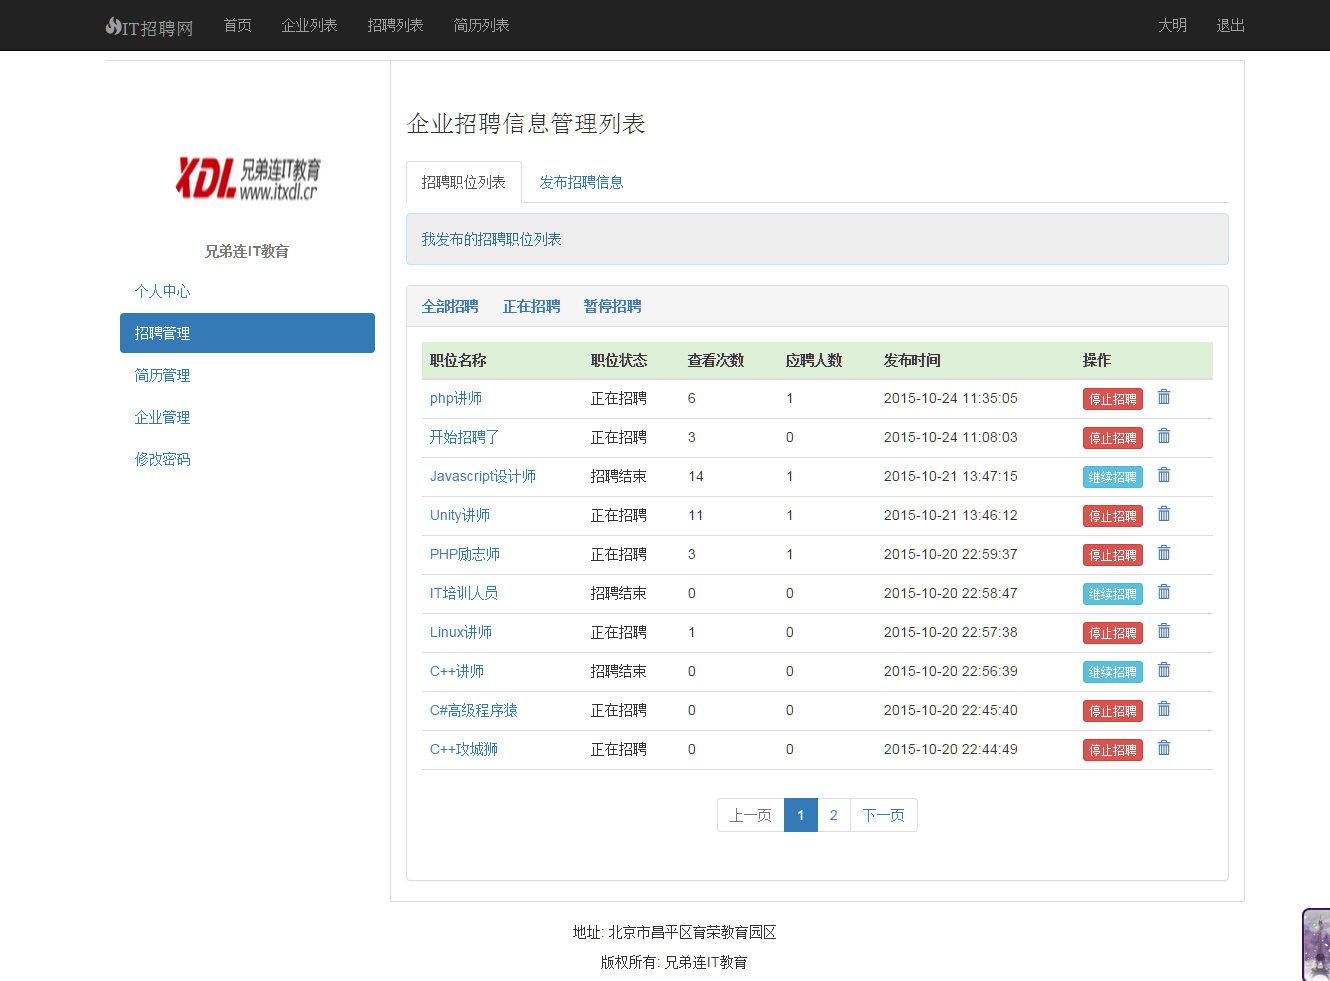 IT招聘网 首页 企业列表 招聘列表 简历列表 大明 退出
XDL 兄弟连IT教育
www.itxdl.cn
兄弟连IT教育
个人中心
招聘管理
简历管理
企业管理
修改密码
企业招聘信息管理列表
招聘职位列表 发布招聘信息
我发布的招聘职位列表
全部招聘 正在招聘 暂停招聘
职位名称 职位状态 查看次数 应聘人数 发布时间 操作
php讲师 正在招聘 6 1 2015-10-24 11:35:05 停止招聘
开始招聘了 正在招聘 3 0 2015-10-24 11:08:03 停止招聘
Javascript设计师 招聘结束 14 1 2015-10-21 13:47:15 继续招聘
Unity讲师 正在招聘 11 1 2015-10-21 13:46:12 停止招聘
PHP励志师 正在招聘 3 1 2015-10-20 22:59:37 停止招聘
IT培训人员 招聘结束 0 0 2015-10-20 22:58:47 继续招聘
Linux讲师 正在招聘 1 0 2015-10-20 22:57:38 停止招聘
C++讲师 招聘结束 0 0 2015-10-20 22:56:39 继续招聘
C#高级程序猿 正在招聘 0 0 2015-10-20 22:45:40 停止招聘
C++攻城狮 正在招聘 0 0 2015-10-20 22:44:49 停止招聘
上一页 1 2 下一页
地址: 北京市昌平区育荣教育园区
版权所有: 兄弟连IT教育